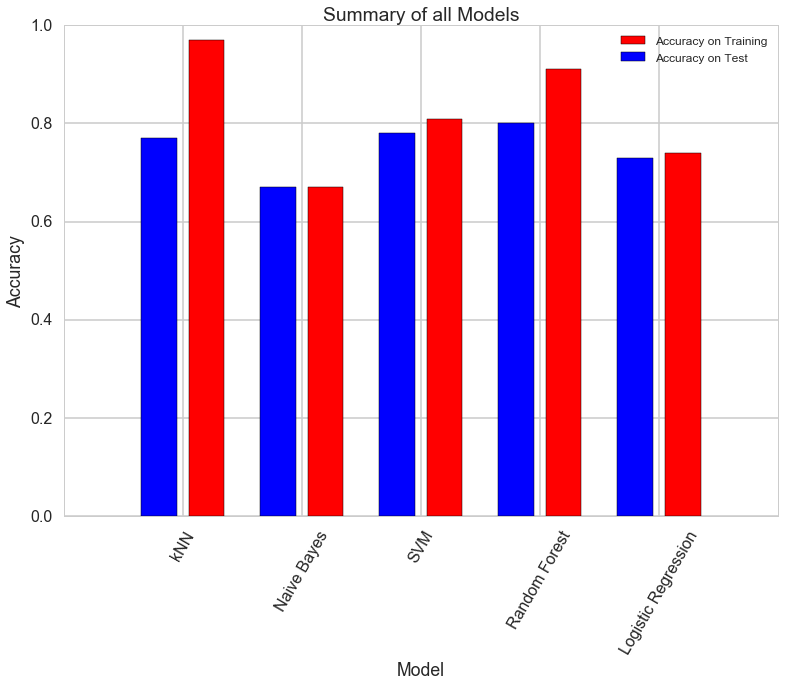 Summary of all Models
Accuracy on Training
Accuracy on Test
Accuracy
1.0
0.8
0.6
0.4
0.2
0.0
kNN
Naive Bayes
SVM
Random Forest
Logistic Regression
Model